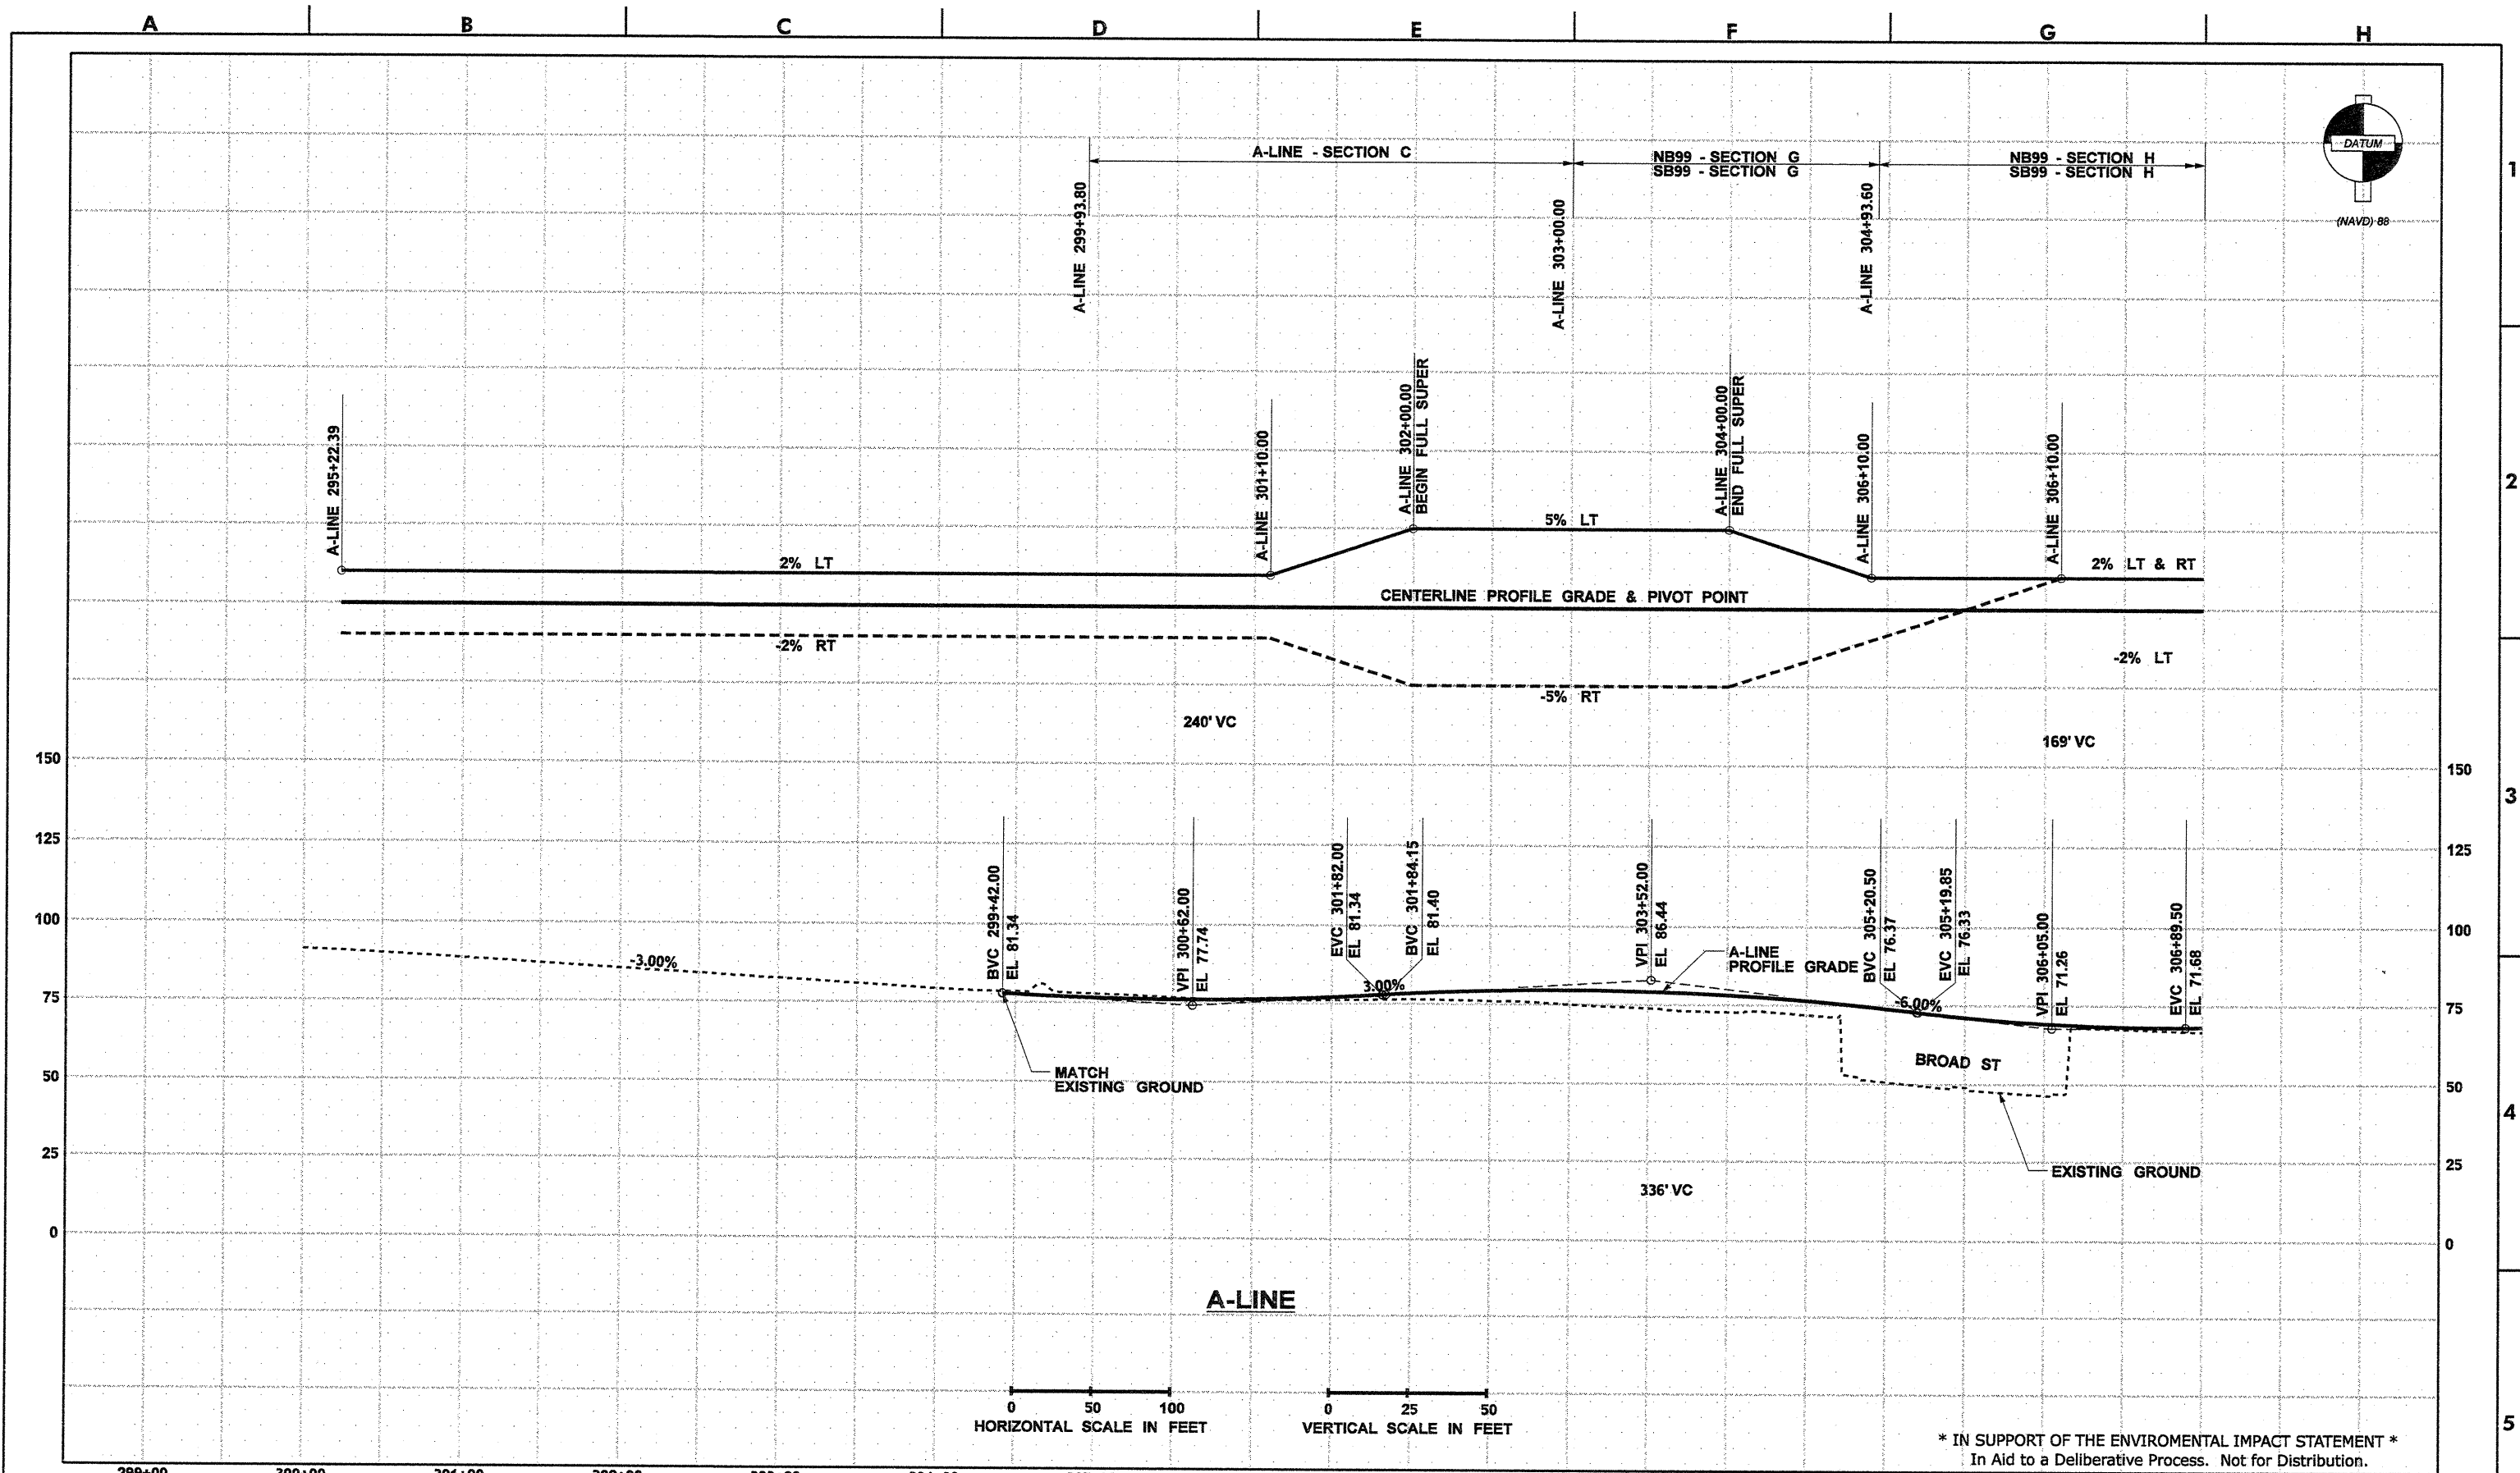 A B C D E F G H
A-LINE - SECTION C
NB99 - SECTION G
SB99 - SECTION G
NB99 - SECTION H
SB99 - SECTION H
DATUM
(NAVD) 88
1
A-LINE 299+93.80
A-LINE 303+00.00
A-LINE 304+93.60
A-LINE 295+22.39
A-LINE 301+10.00
A-LINE 302+00.00
BEGIN FULL SUPER
A-LINE 304+00.00
END FULL SUPER
A-LINE 306+10.00
A-LINE 306+10.00
2
2% LT
5% LT
2% LT & RT
CENTERLINE PROFILE GRADE & PIVOT POINT
-2% RT
-5% RT
-2% LT
240' VC
169' VC
150 150
3
125 125
100 100
75 75
50 50
25 25
0 0
BVC 299+42.00
EL 81.34
VPI 300+62.00
EL 77.74
EVC 301+82.00
EL 81.34
BVC 301+84.15
EL 81.40
VPI 303+52.00
EL 86.44
BVC 305+20.50
EL 76.37
EVC 305+19.85
EL 76.33
VPI 306+05.00
EL 71.26
EVC 306+89.50
EL 71.68
-3.00%
3.00%
-6.00%
A-LINE
PROFILE GRADE
MATCH
EXISTING GROUND
BROAD ST
4
EXISTING GROUND
336' VC
A-LINE
0 50 100
HORIZONTAL SCALE IN FEET
0 25 50
VERTICAL SCALE IN FEET
5
* IN SUPPORT OF THE ENVIROMENTAL IMPACT STATEMENT *
In Aid to a Deliberative Process. Not for Distribution.